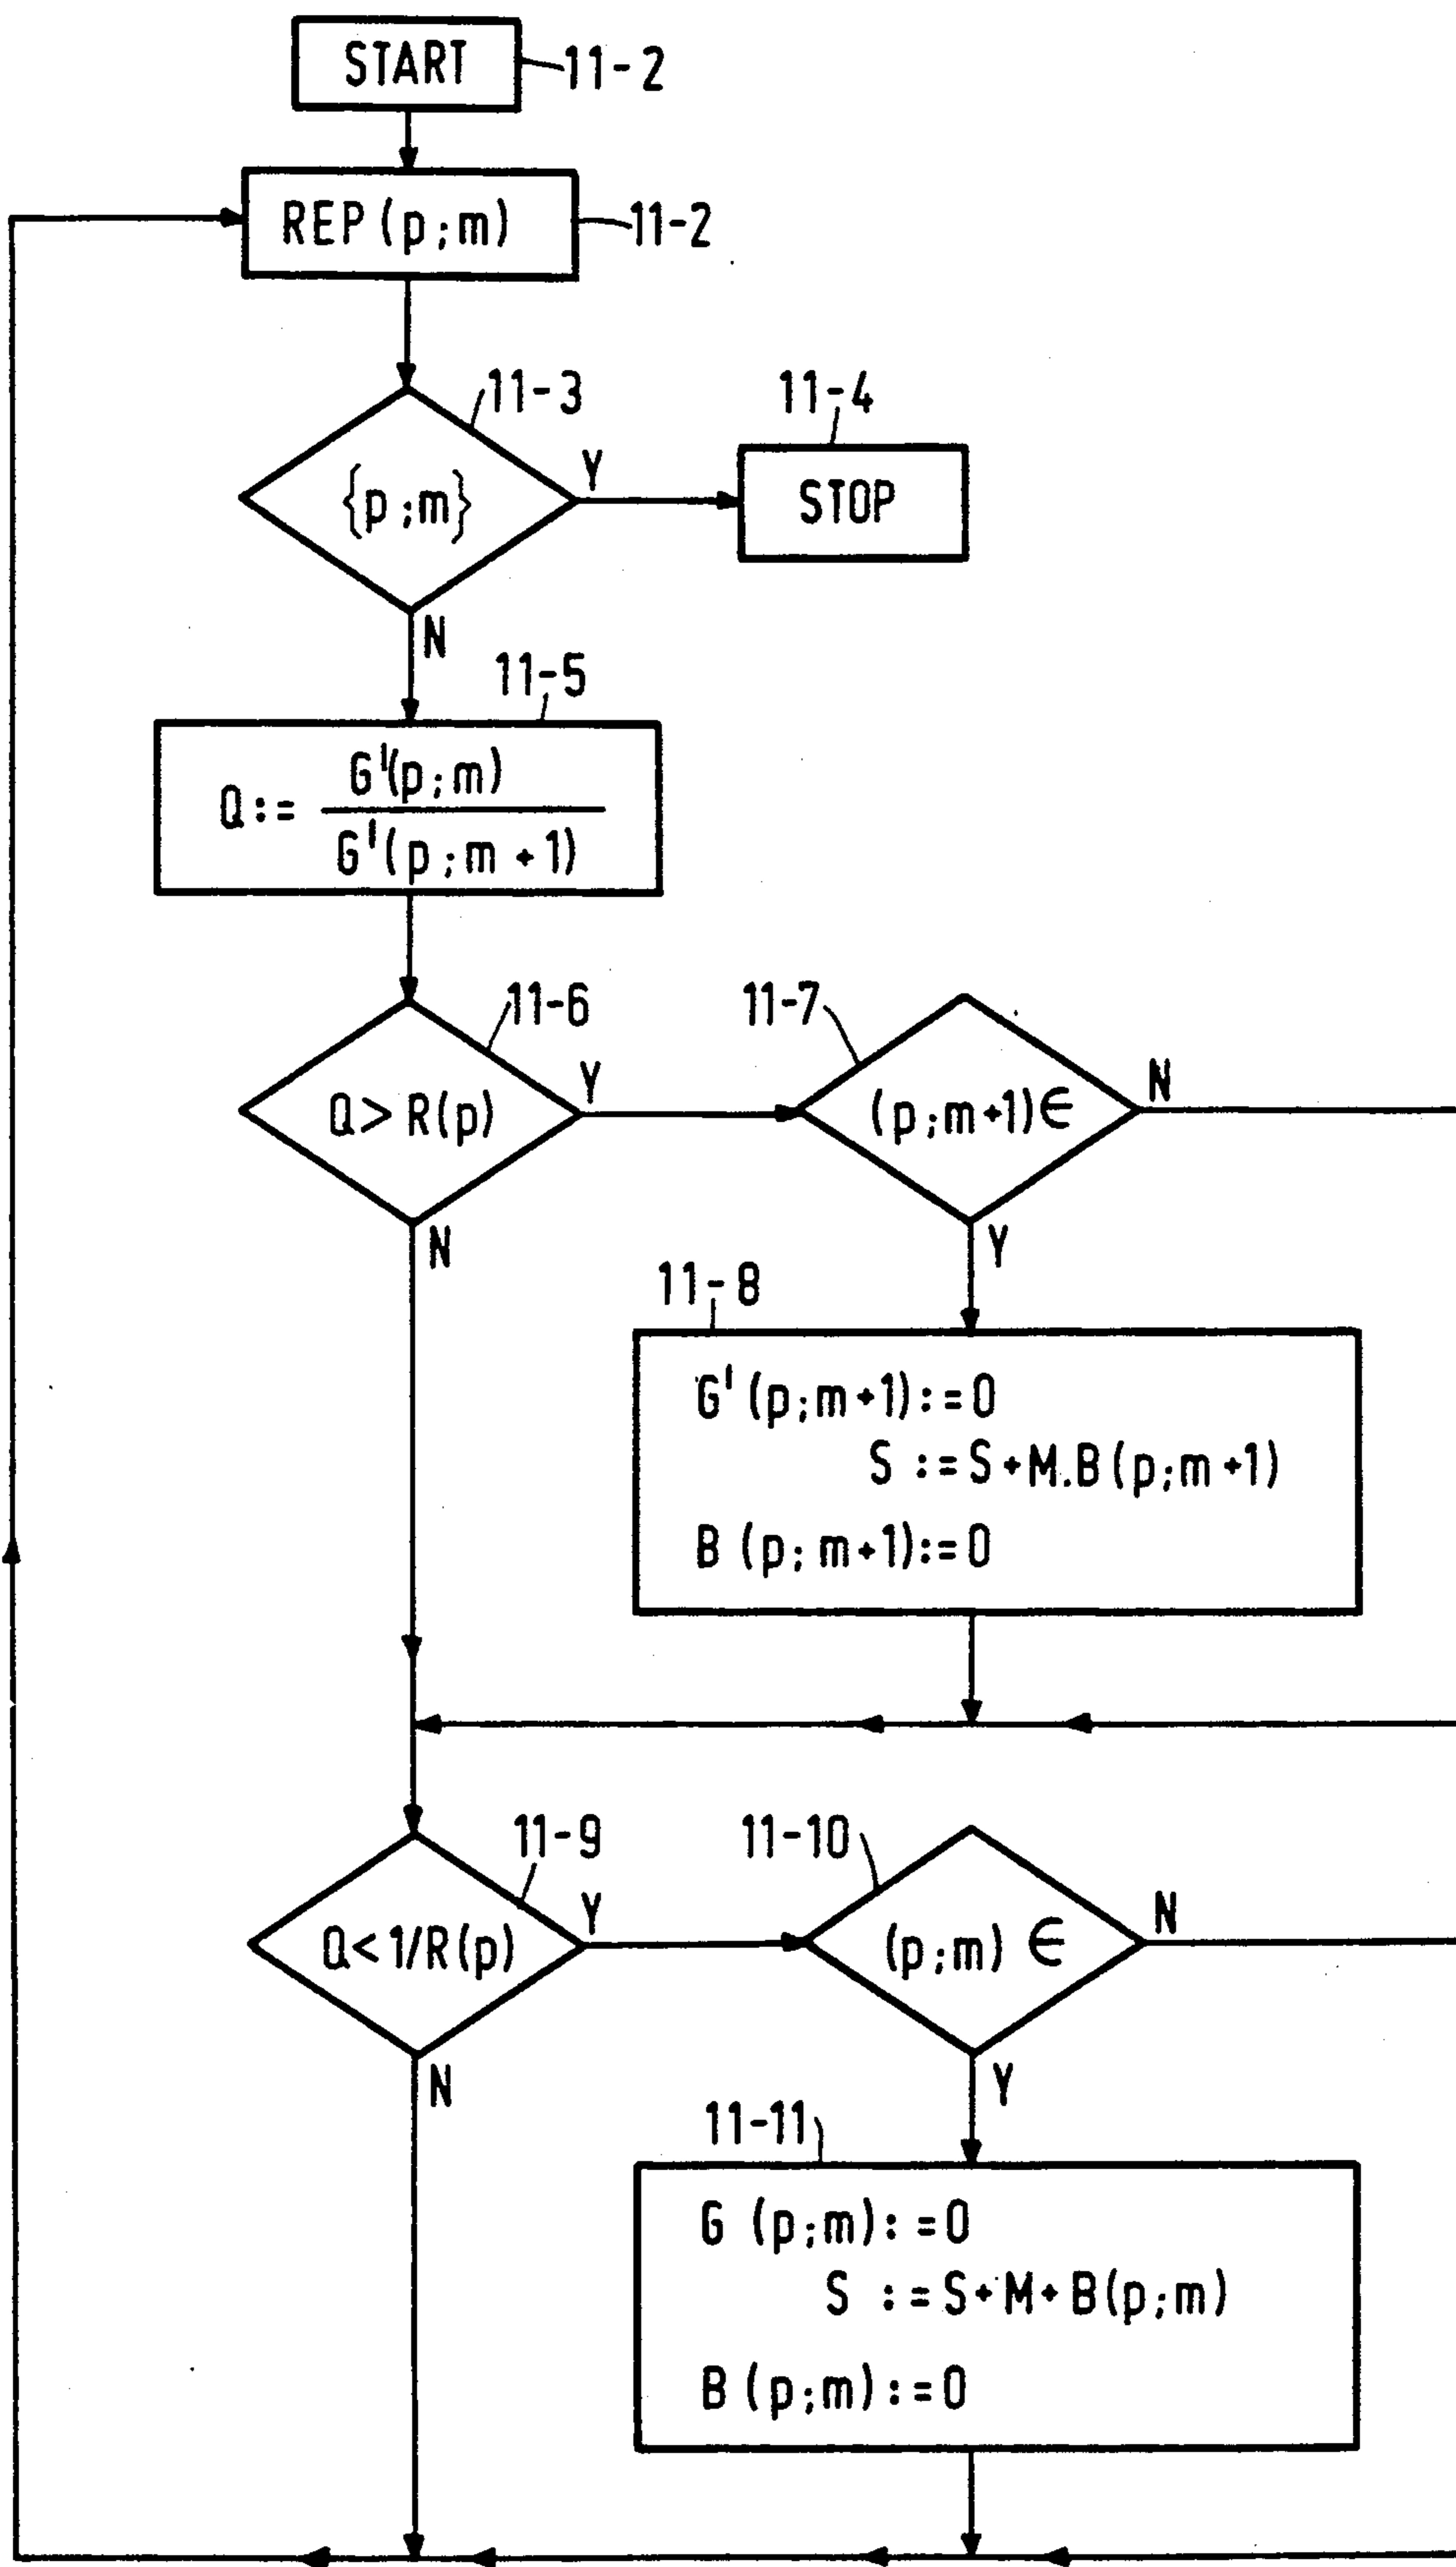 START
11-2
REP(p;m)
11-2
11-3
{p;m}
Y
11-4
STOP
N
11-5
Q:= G'(p;m)
G'(p;m+1)
11-6
Q>R(p)
Y
11-7
(p;m+1)∈
N
N
Y
11-8
G'(p;m+1):=0
S :=S+M.B(p;m+1)
B (p;m+1):=0
11-9
Q<1/R(p)
Y
11-10
(p;m) ∈
N
N
Y
11-11
G (p;m):=0
S :=S+M+B(p;m)
B (p;m):=0